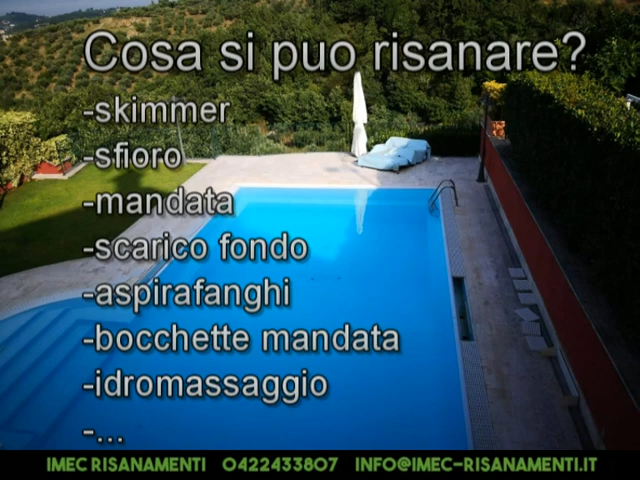 Cosa si puo risanare?
-skimmer
-sfioro
-mandata
-scarico fondo
-aspirafanghi
-bocchette mandata
-idromassaggio
-...
IMEC RISANAMENTI 0422433807 INFO@IMEC-RISANAMENTI.IT